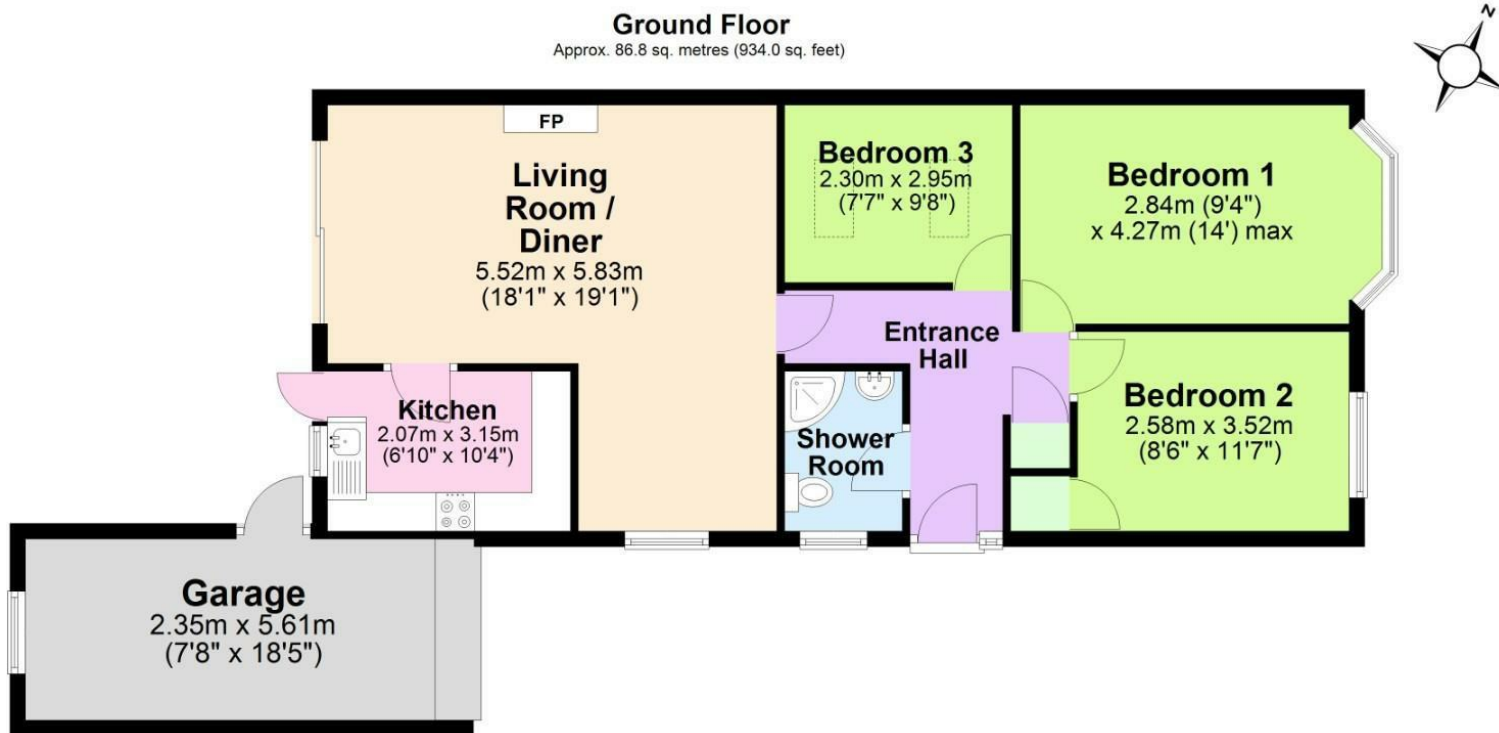 Ground Floor
Approx. 86.8 sq. metres (934.0 sq. feet)
N
FP
Living
Room /
Diner
5.52m x 5.83m
(18'1" x 19'1")
Bedroom 3
2.30m x 2.95m
(7'7" x 9'8")
Bedroom 1
2.84m (9'4")
x 4.27m (14') max
Entrance
Hall
Kitchen
2.07m x 3.15m
(6'10" x 10'4")
Shower
Room
Bedroom 2
2.58m x 3.52m
(8'6" x 11'7")
Garage
2.35m x 5.61m
(7'8" x 18'5")